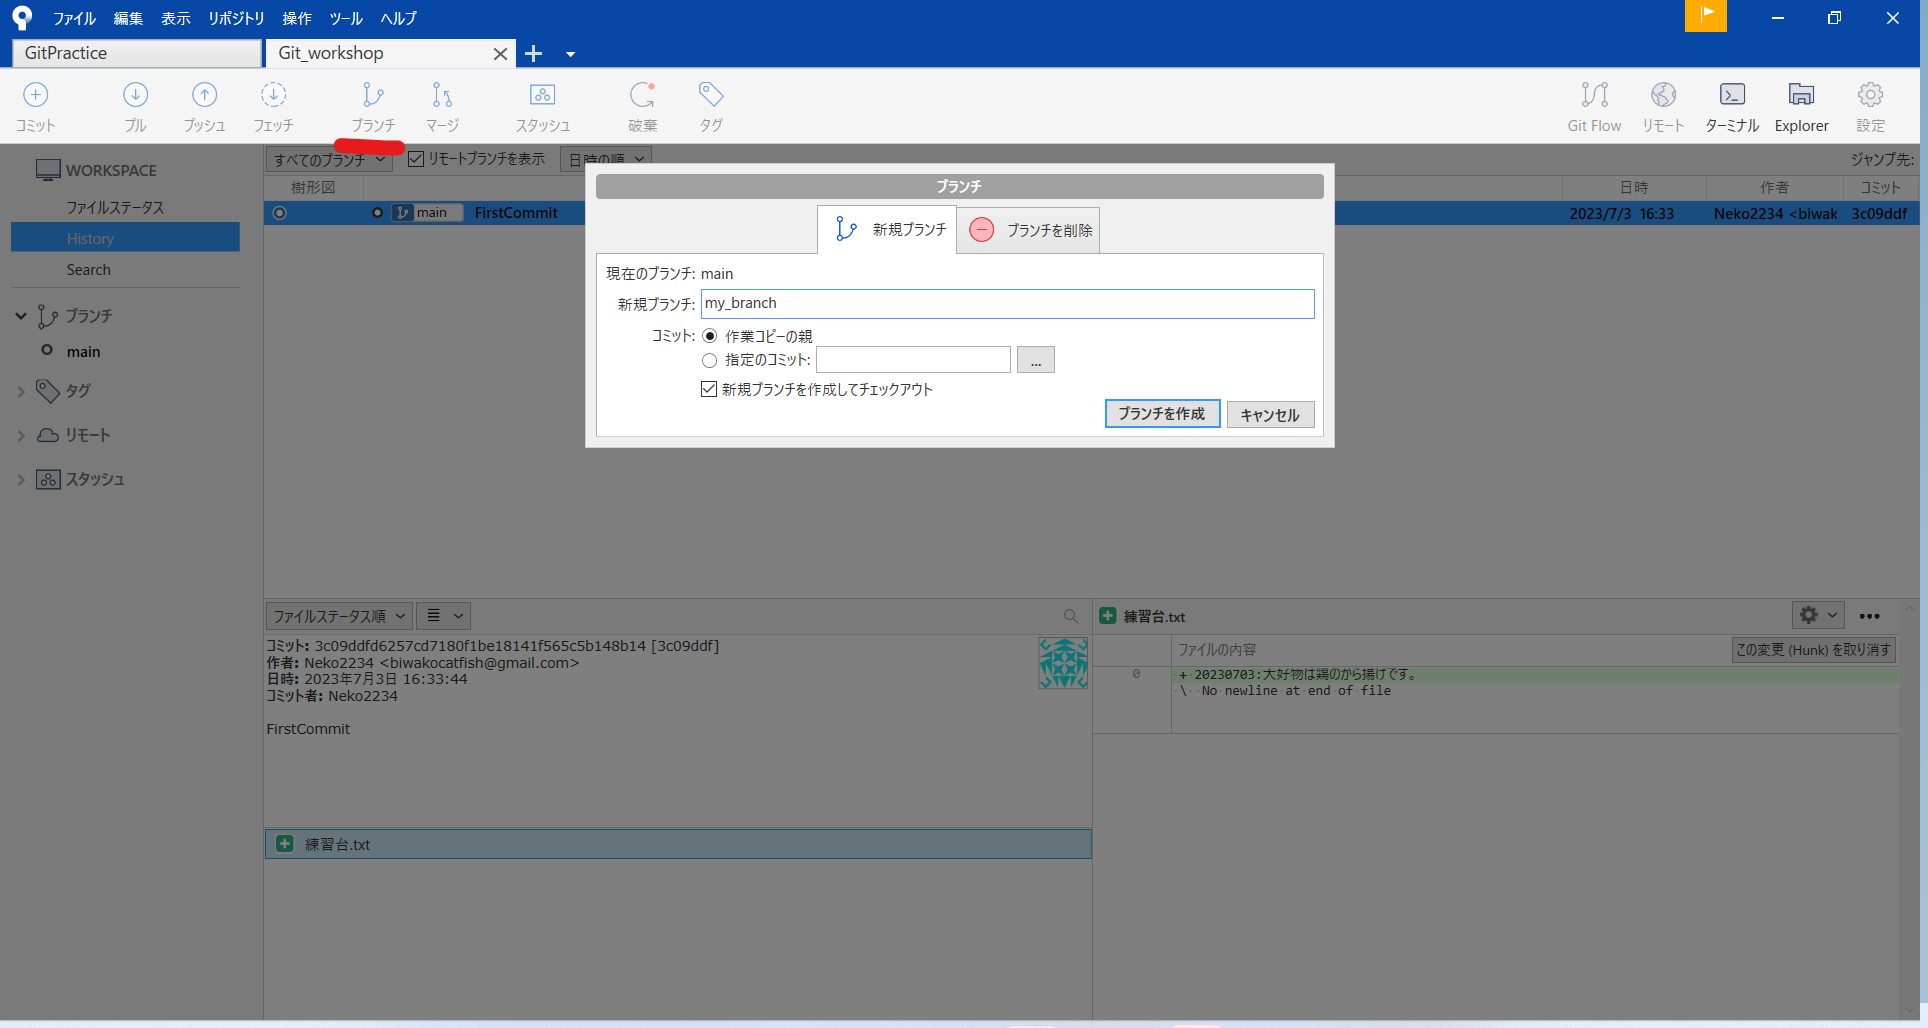 ファイル 編集 表示 リポジトリ 操作 ツール ヘルプ
GitPractice
Git_workshop
コミット プル プッシュ フェッチ ブランチ マージ スタッシュ 破棄 タグ Git Flow リモート ターミナル Explorer 設定
すべてのブランチ リモートブランチを表示 日時の順 ジャンプ先:
樹形図 日時 作者 コミット
main FirstCommit 2023/7/3 16:33 Neko2234 <biwak 3c09ddf
WORKSPACE
ファイルステータス
History
Search
ブランチ
main
タグ
リモート
スタッシュ
ブランチ
新規ブランチ
ブランチを削除
現在のブランチ: main
新規ブランチ: my_branch
コミット: 作業コピーの親
指定のコミット: ...
新規ブランチを作成してチェックアウト
ブランチを作成 キャンセル
ファイルステータス順
コミット: 3c09ddfd6257cd7180f1be18141f565c5b148b14 [3c09ddf]
作者: Neko2234 <biwakocatfish@gmail.com>
日時: 2023年7月3日 16:33:44
コミット者: Neko2234
FirstCommit
練習台.txt
練習台.txt
ファイルの内容 この変更 (Hunk) を取り消す
0 + 20230703:大好物は鶏のから揚げです。
\ No newline at end of file